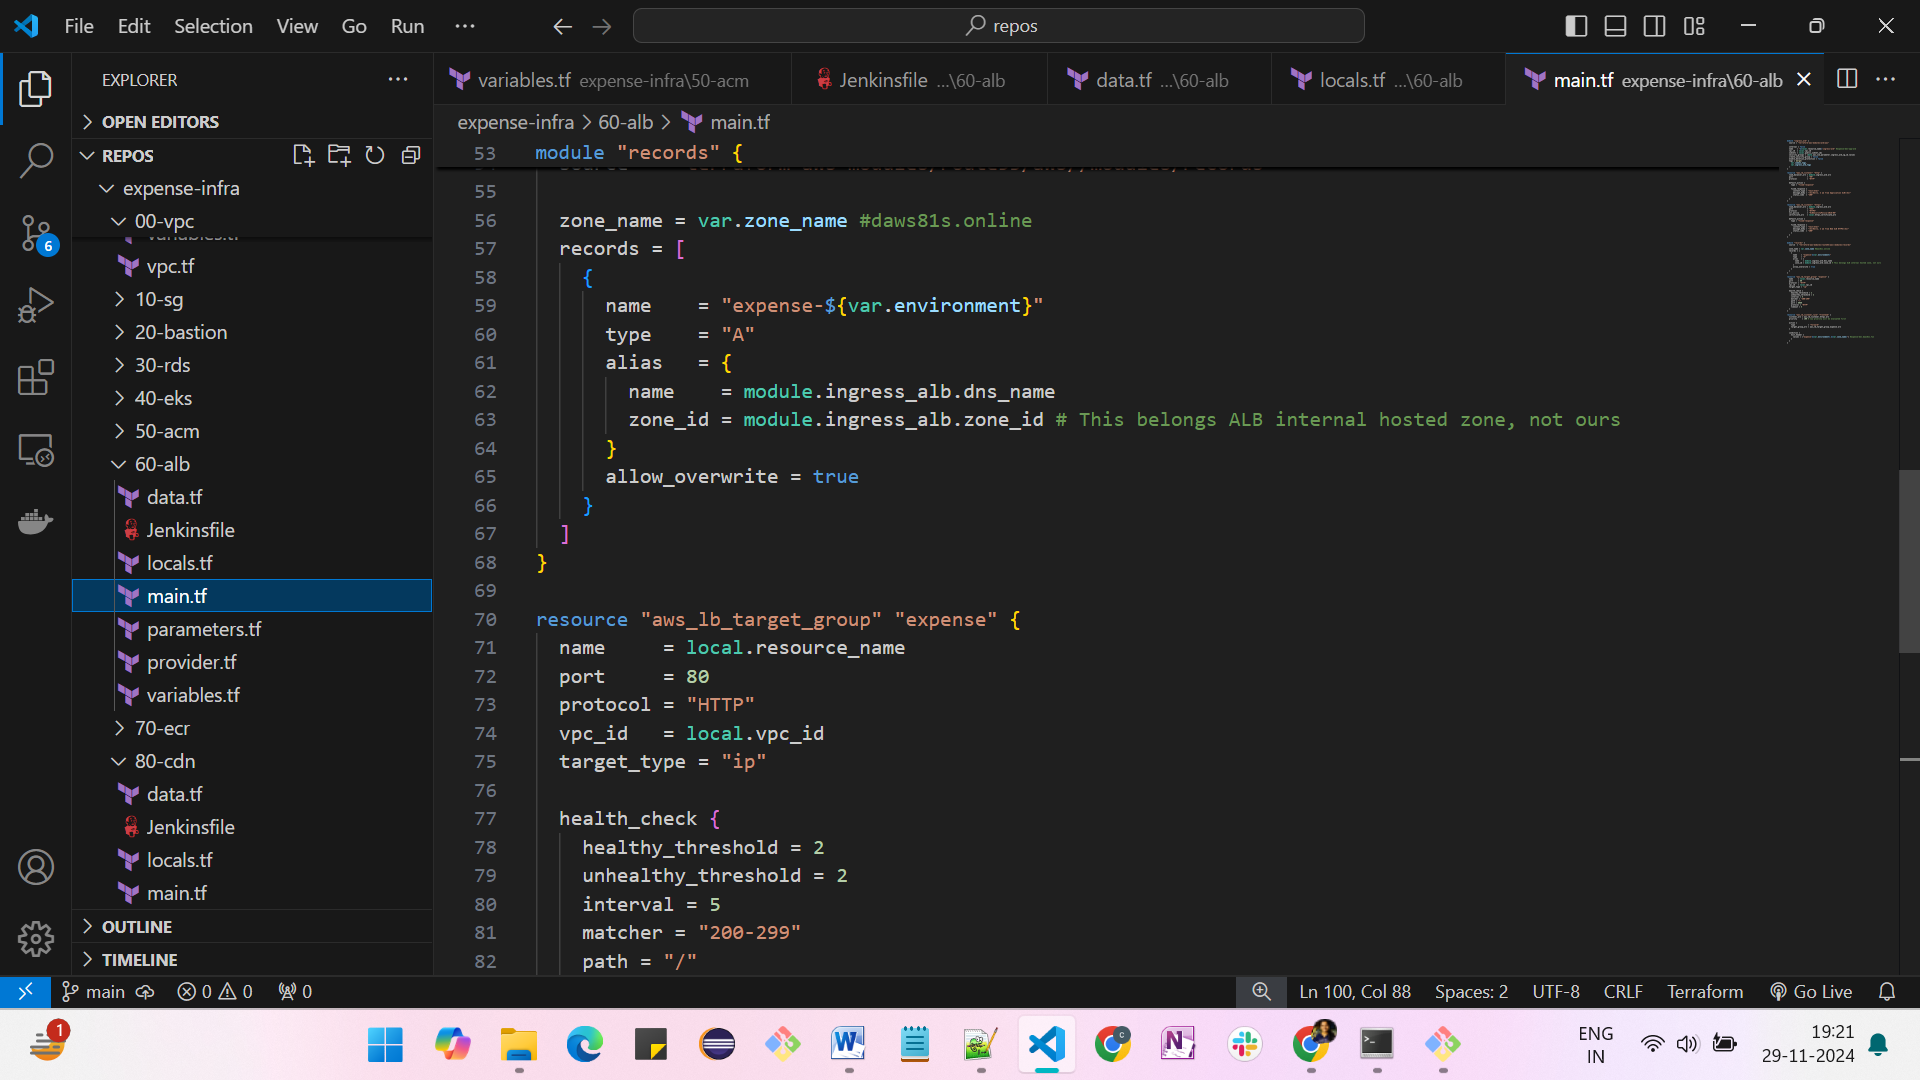 File Edit Selection View Go Run
repos
EXPLORER
OPEN EDITORS
REPOS
expense-infra
00-vpc
vpc.tf
10-sg
20-bastion
30-rds
40-eks
50-acm
60-alb
data.tf
Jenkinsfile
locals.tf
main.tf
parameters.tf
provider.tf
variables.tf
70-ecr
80-cdn
data.tf
Jenkinsfile
locals.tf
main.tf
OUTLINE
TIMELINE
6
variables.tf expense-infra\50-acm
Jenkinsfile ...\60-alb
data.tf ...\60-alb
locals.tf ...\60-alb
main.tf expense-infra\60-alb
expense-infra > 60-alb > main.tf
53 module "records" {
55
56 zone_name = var.zone_name #daws81s.online
57 records = [
58 {
59 name = "expense-${var.environment}"
60 type = "A"
61 alias = {
62 name = module.ingress_alb.dns_name
63 zone_id = module.ingress_alb.zone_id # This belongs ALB internal hosted zone, not ours
64 }
65 allow_overwrite = true
66 }
67 ]
68 }
69
70 resource "aws_lb_target_group" "expense" {
71 name = local.resource_name
72 port = 80
73 protocol = "HTTP"
74 vpc_id = local.vpc_id
75 target_type = "ip"
76
77 health_check {
78 healthy_threshold = 2
79 unhealthy_threshold = 2
80 interval = 5
81 matcher = "200-299"
82 path = "/"
main 0 0 0
Ln 100, Col 88 Spaces: 2 UTF-8 CRLF Terraform Go Live
1
ENG
IN
19:21
29-11-2024